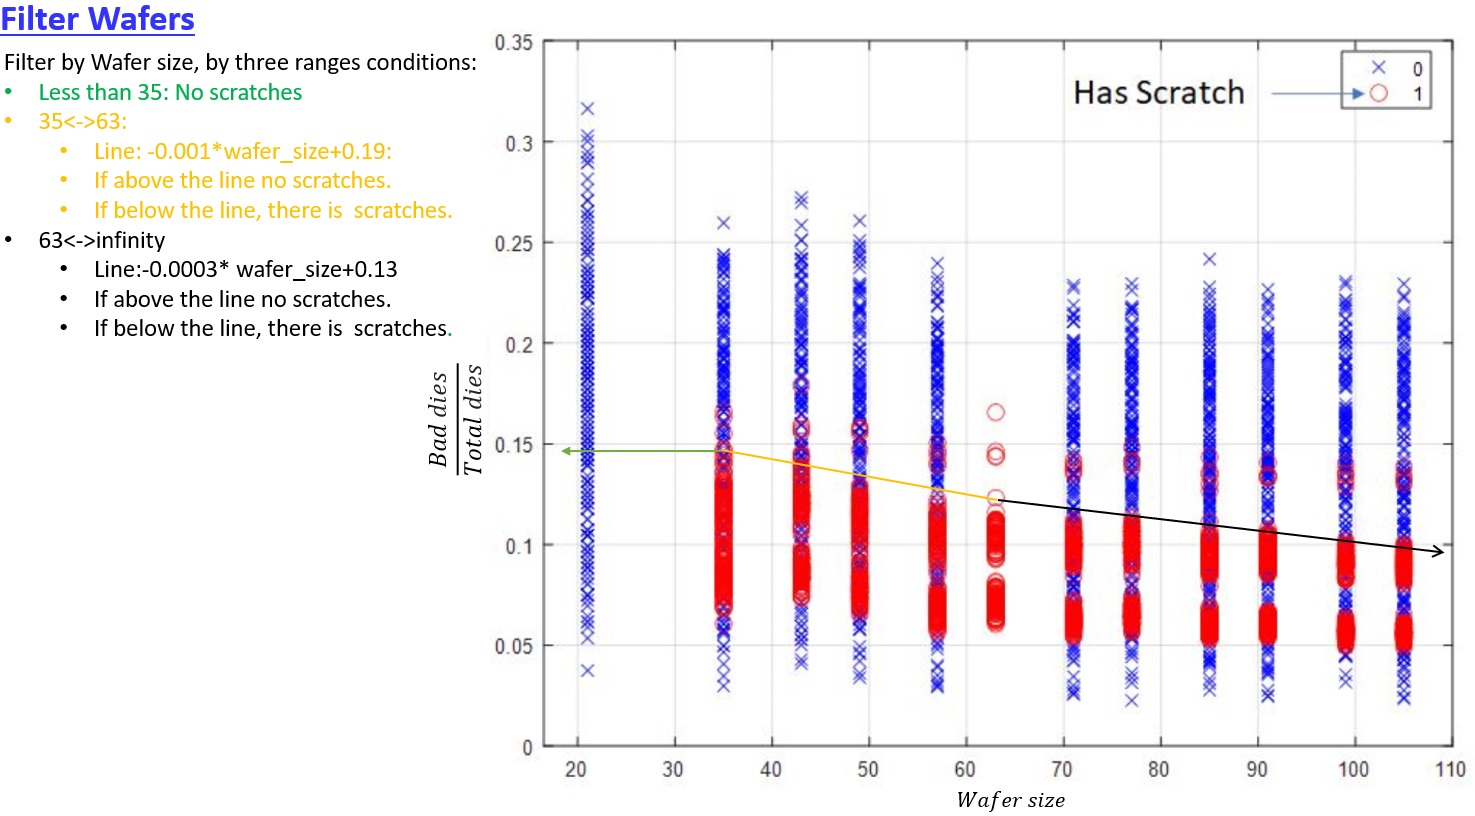 Filter Wafers
Filter by Wafer size, by three ranges conditions:
• Less than 35: No scratches
• 35<->63:
• Line: -0.001*wafer_size+0.19:
• If above the line no scratches.
• If below the line, there is  scratches.
• 63<->infinity
• Line:-0.0003* wafer_size+0.13
• If above the line no scratches.
• If below the line, there is  scratches.
Bad dies
Total dies
0.35
0.3
0.25
0.2
0.15
0.1
0.05
0
Has Scratch
0
1
20 30 40 50 60 70 80 90 100 110
Wafer size